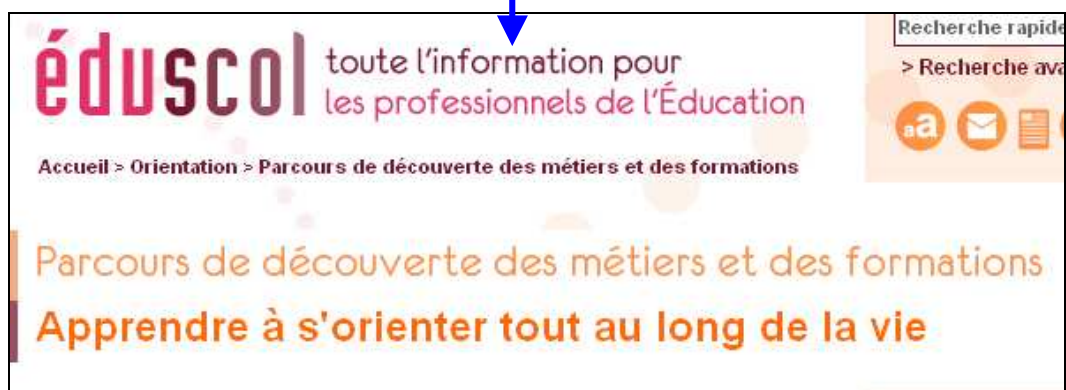 éduscol
toute l'information pour
les professionnels de l'Éducation
Recherche rapide
> Recherche
aa
Accueil > Orientation > Parcours de découverte des métiers et des formations
Parcours de découverte des métiers et des formations
Apprendre à s'orienter tout au long de la vie